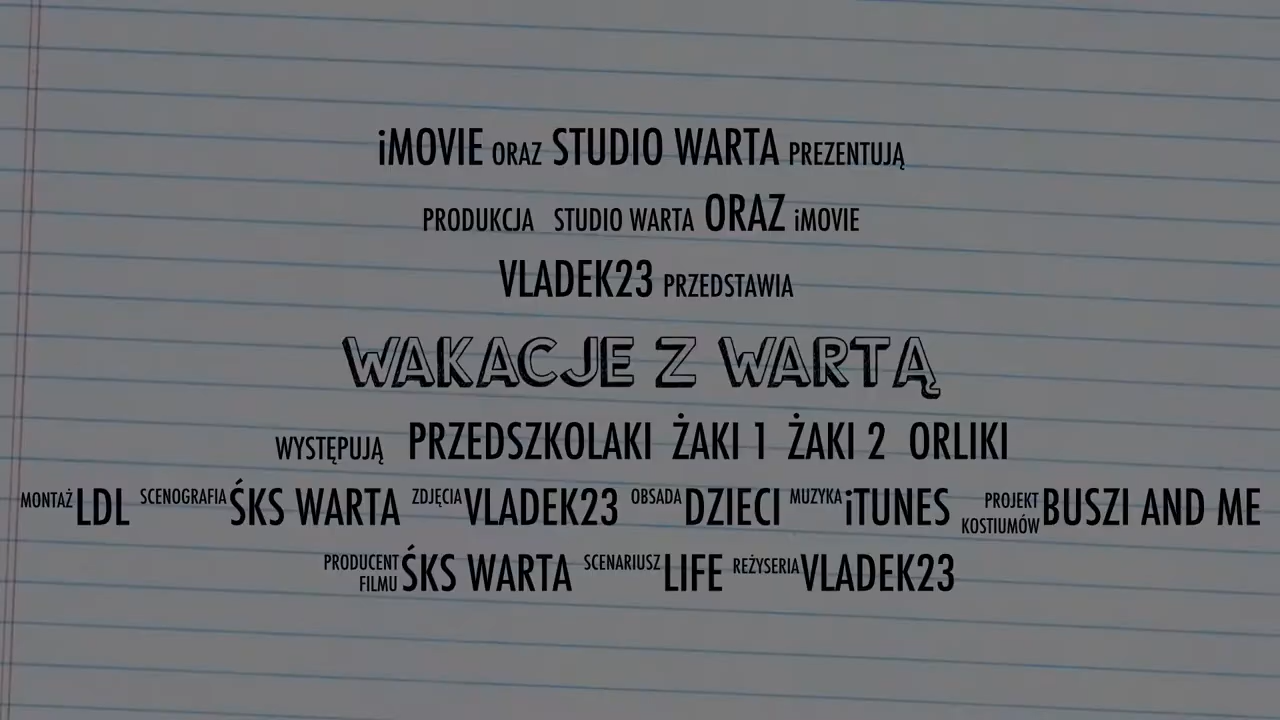 iMOVIE ORAZ STUDIO WARTA PREZENTUJĄ
PRODUKCJA STUDIO WARTA ORAZ iMOVIE
VLADEK23 PRZEDSTAWIA
WAKACJE Z WARTĄ
WYSTĘPUJĄ PRZEDSZKOLAKI ŻAKI 1 ŻAKI 2 ORLIKI
MONTAŻ LDL SCENOGRAFIA ŚKS WARTA ZDJĘCIA VLADEK23 OBSADA DZIECI MUZYKA iTUNES PROJEKT KOSTIUMÓW BUSZI AND ME
PRODUCENT FILMU ŚKS WARTA SCENARIUSZ LIFE REŻYSERIA VLADEK23